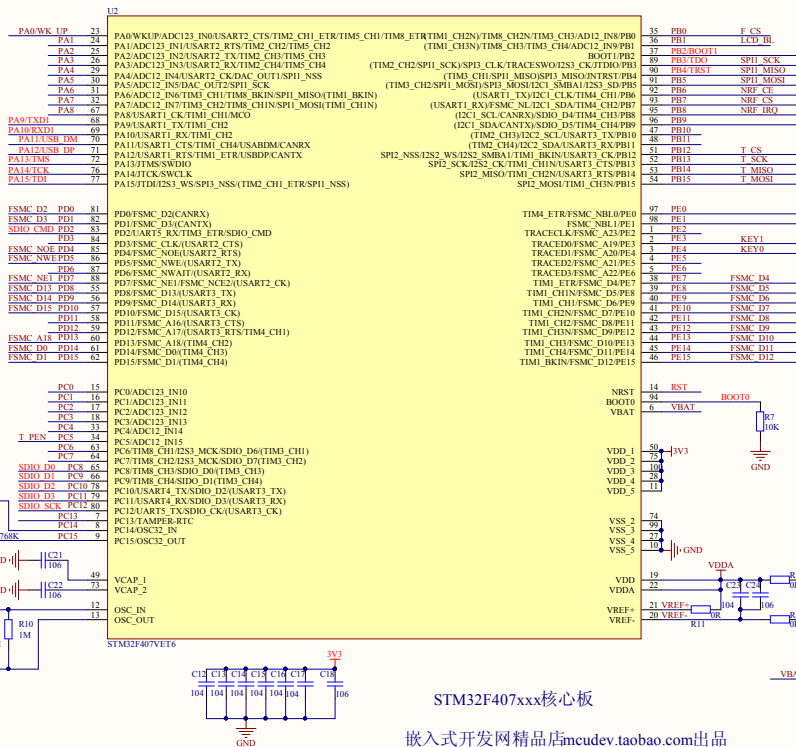 U2
PA0/WK_UP 23 PA0/WKUP/ADC123_IN0/USART2_CTS/TIM2_CH1_ETR/TIM5_CH1/TIM8_ETR
PA1 24 PA1/ADC123_IN1/USART2_RTS/TIM2_CH2/TIM5_CH2
PA2 25 PA2/ADC123_IN2/USART2_TX/TIM2_CH3/TIM5_CH3
PA3 26 PA3/ADC123_IN3/USART2_RX/TIM2_CH4/TIM5_CH4
PA4 29 PA4/ADC12_IN4/USART2_CK/DAC_OUT1/SPI1_NSS
PA5 30 PA5/ADC12_IN5/DAC_OUT2/SPI1_SCK
PA6 31 PA6/ADC12_IN6/TIM3_CH1/TIM8_BKIN/SPI1_MISO/(TIM1_BKIN)
PA7 32 PA7/ADC12_IN7/TIM3_CH2/TIM8_CH1N/SPI1_MOSI(TIM1_CH1N)
PA8 67 PA8/USART1_CK/TIM1_CH1/MCO
PA9/TXD1 68 PA9/USART1_TX/TIM1_CH2
PA10/RXD1 69 PA10/USART1_RX/TIM1_CH2
PA11/USB_DM 70 PA11/USART1_CTS/TIM1_CH4/USABDM/CANRX
PA12/USB_DP 71 PA12/USART1_RTS/TIM1_ETR/USBDP/CANTX
PA13/TMS 72 PA13/JTMS/SWDIO
PA14/TCK 76 PA14/JTCK/SWCLK
PA15/TDI 77 PA15/JTDI/I2S3_WS/SPI3_NSS/(TIM2_CH1_ETR/SPI1_NSS)
FSMC_D2 PD0 81 PD0/FSMC_D2(CANRX)
FSMC_D3 PD1 82 PD1/FSMC_D3/(CANTX)
SDIO_CMD PD2 83 PD2/UART5_RX/TIM3_ETR/SDIO_CMD
PD3 84 PD3/FSMC_CLK/(USART2_CTS)
FSMC_NOE PD4 85 PD4/FSMC_NOE(USART2_RTS)
FSMC_NWE PD5 86 PD5/FSMC_NWE/(USART2_TX)
PD6 87 PD6/FSMC_NWAIT/(USART2_RX)
FSMC_NE1 PD7 88 PD7/FSMC_NE1/FSMC_NCE2/(USART2_CK)
FSMC_D13 PD8 55 PD8/FSMC_D13/(USART3_TX)
FSMC_D14 PD9 56 PD9/FSMC_D14/(USART3_RX)
FSMC_D15 PD10 57 PD10/FSMC_D15/(USART3_CK)
PD11 58 PD11/FSMC_A16/(USART3_CTS)
PD12 59 PD12/FSMC_A17/(USART3_RTS/TIM4_CH1)
FSMC_A18 PD13 60 PD13/FSMC_A18/(TIM4_CH2)
FSMC_D0 PD14 61 PD14/FSMC_D0/(TIM4_CH3)
FSMC_D1 PD15 62 PD15/FSMC_D1/(TIM4_CH4)
PC0 15 PC0/ADC123_IN10
PC1 16 PC1/ADC123_IN11
PC2 17 PC2/ADC123_IN12
PC3 18 PC3/ADC123_IN13
PC4 33 PC4/ADC12_IN14
T_PEN PC5 34 PC5/ADC12_IN15
PC6 63 PC6/TIM8_CH1/I2S3_MCK/SDIO_D6/(TIM3_CH1)
PC7 64 PC7/TIM8_CH2/I2S3_MCK/SDIO_D7(TIM3_CH2)
SDIO_D0 PC8 65 PC8/TIM8_CH3/SDIO_D0/(TIM3_CH3)
SDIO_D1 PC9 66 PC9/TIM8_CH4/SDIO_D1(TIM3_CH4)
SDIO_D2 PC10 78 PC10/USART4_TX/SDIO_D2/(USART3_TX)
SDIO_D3 PC11 79 PC11/USART4_RX/SDIO_D3/(USART3_RX)
SDIO_SCK PC12 80 PC12/UART5_TX/SDIO_CK/(USART3_CK)
PC13 7 PC13/TAMPER-RTC
PC14 8 PC14/OSC32_IN
768K PC15 9 PC15/OSC32_OUT
C21 106
49 VCAP_1
C22 106
73 VCAP_2
12 OSC_IN
13 OSC_OUT
R10 1M
STM32F407VET6
(TIM1_CH2N)/TIM8_CH2N/TIM3_CH3/AD12_IN8/PB0 35 PB0 F_CS
(TIM1_CH3N)/TIM8_CH3/TIM3_CH4/ADC12_IN9/PB1 36 PB1 LCD_BL
BOOT1/PB2 37 PB2/BOOT1
(TIM2_CH2/SPI1_SCK)/SPI3_CLK/TRACESWO/I2S3_CK/JTDIO/PB3 89 PB3/TDO SPI1_SCK
(TIM3_CH1/SPI1_MISO)SPI3_MISO/JNTRST/PB4 90 PB4/TRST SPI1_MISO
(TIM3_CH2/SPI1_MOSI)/SPI3_MOSI/I2C1_SMBA1/I2S3_SD/PB5 91 PB5 SPI1_MOSI
(USART1_TX)/I2C1_CLK/TIM4_CH1/PB6 92 PB6 NRF_CE
(USART1_RX)/FSMC_NL/I2C1_SDA/TIM4_CH2/PB7 93 PB7 NRF_CS
(I2C1_SCL/CANRX)/SDIO_D4/TIM4_CH3/PB8 95 PB8 NRF_IRQ
(I2C1_SDA/CANTX)/SDIO_D5/TIM4_CH4/PB9 96 PB9
(TIM2_CH3)/I2C2_SCL/USART3_TX/PB10 47 PB10
(TIM2_CH4)/I2C2_SDA/USART3_RX/PB11 48 PB11
SPI2_NSS/I2S2_WS/I2S2_SMBA1/TIM1_BKIN/USART3_CK/PB12 51 PB12 T_CS
SPI2_SCK/I2S2_CK/TIM1_CH1N/USART3_CTS/PB13 52 PB13 T_SCK
SPI2_MISO/TIM1_CH2N/USART3_RTS/PB14 53 PB14 T_MISO
SPI2_MOSI/TIM1_CH3N/PB15 54 PB15 T_MOSI
TIM4_ETR/FSMC_NBL0/PE0 97 PE0
FSMC_NBL1/PE1 98 PE1
TRACECLK/FSMC_A23/PE2 1 PE2
TRACED0/FSMC_A19/PE3 2 PE3 KEY1
TRACED1/FSMC_A20/PE4 3 PE4 KEY0
TRACED2/FSMC_A21/PE5 4 PE5
TRACED3/FSMC_A22/PE6 5 PE6
TIM1_ETR/FSMC_D4/PE7 38 PE7 FSMC_D4
TIM1_CH1N/FSMC_D5/PE8 39 PE8 FSMC_D5
TIM1_CH1/FSMC_D6/PE9 40 PE9 FSMC_D6
TIM1_CH2N/FSMC_D7/PE10 41 PE10 FSMC_D7
TIM1_CH2/FSMC_D8/PE11 42 PE11 FSMC_D8
TIM1_CH3N/FSMC_D9/PE12 43 PE12 FSMC_D9
TIM1_CH3/FSMC_D10/PE13 44 PE13 FSMC_D10
TIM1_CH4/FSMC_D11/PE14 45 PE14 FSMC_D11
TIM1_BKIN/FSMC_D12/PE15 46 PE15 FSMC_D12
NRST 14 RST
BOOT0 94 BOOT0
VBAT 6 VBAT
R7
10K
GND
VDD_1 50 3V3
VDD_2 75
VDD_3 100
VDD_4 28
VDD_5 11
VSS_2 74
VSS_3 99
VSS_4 27
VSS_5 10 GND
VDD 19
VDDA 22
VDDA
C23 C24
104 106
VREF+ 21 VREF+
VREF- 20 VREF-
R11 0R
3V3
C12 C13 C14 C15 C16 C17 C18
104 104 104 104 104 106
GND
STM32F407xxx核心板
嵌入式开发网精品店mcudev.taobao.com出品